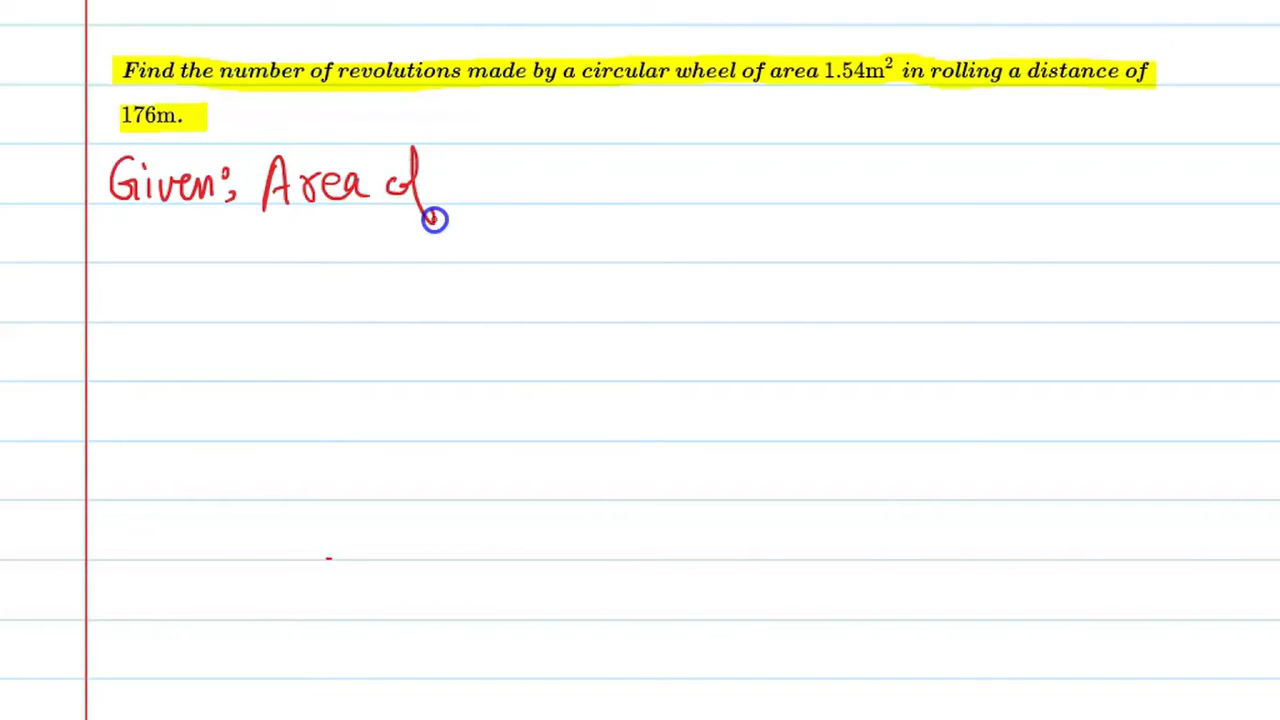 Find the number of revolutions made by a circular wheel of area 1.54m² in rolling a distance of
176m.
Given:, Area of